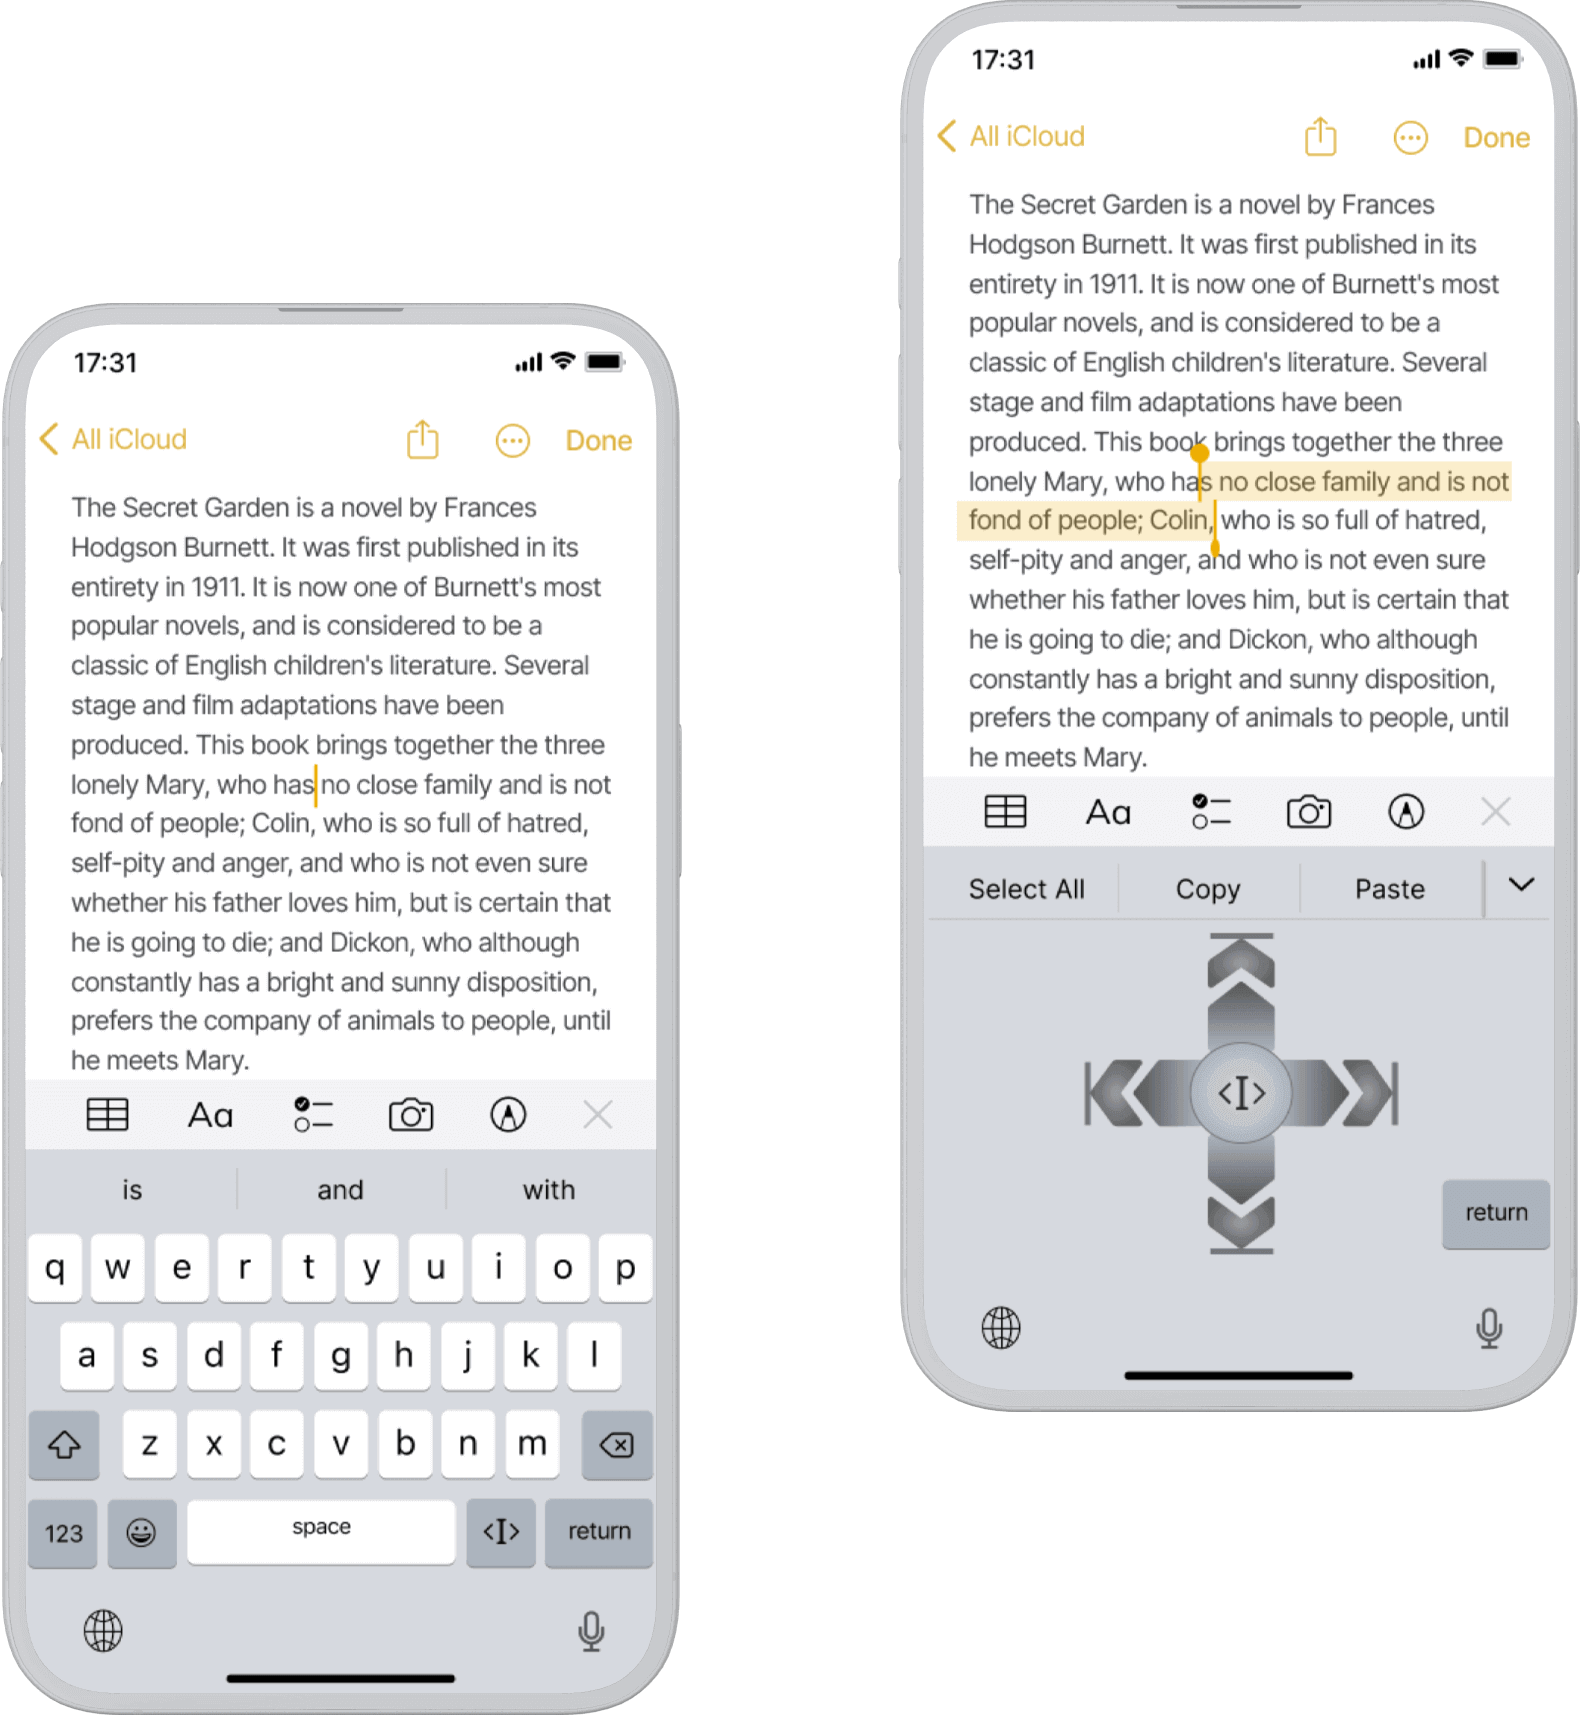 17:31
All iCloud
Done
The Secret Garden is a novel by Frances
Hodgson Burnett. It was first published in its
entirety in 1911. It is now one of Burnett's most
popular novels, and is considered to be a
classic of English children's literature. Several
stage and film adaptations have been
produced. This book brings together the three
lonely Mary, who has no close family and is not
fond of people; Colin, who is so full of hatred,
self-pity and anger, and who is not even sure
whether his father loves him, but is certain that
he is going to die; and Dickon, who although
constantly has a bright and sunny disposition,
prefers the company of animals to people, until
he meets Mary.
Aa
is and with
q w e r t y u i o p
a s d f g h j k l
z x c v b n m
123 space return
17:31
All iCloud
Done
The Secret Garden is a novel by Frances
Hodgson Burnett. It was first published in its
entirety in 1911. It is now one of Burnett's most
popular novels, and is considered to be a
classic of English children's literature. Several
stage and film adaptations have been
produced. This book brings together the three
lonely Mary, who has no close family and is not
fond of people; Colin, who is so full of hatred,
self-pity and anger, and who is not even sure
whether his father loves him, but is certain that
he is going to die; and Dickon, who although
constantly has a bright and sunny disposition,
prefers the company of animals to people, until
he meets Mary.
Aa
Select All Copy Paste
return